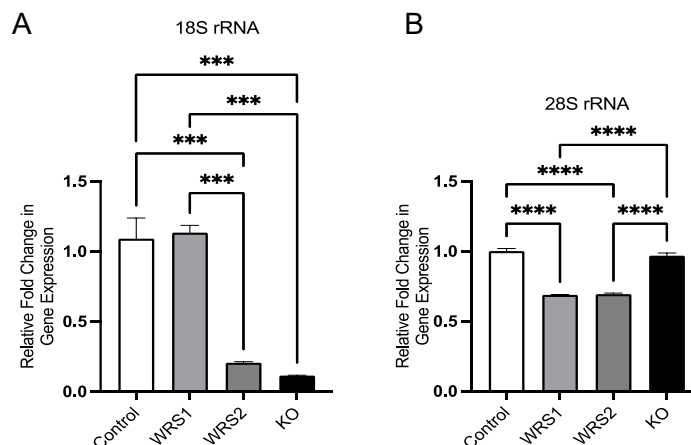 A
18S rRNA
***
***
***
***
Relative Fold Change in
Gene Expression
1.5
1.0
0.5
0.0
Control
WRS1
WRS2
KO
B
28S rRNA
****
****
****
****
Relative Fold Change in
Gene Expression
1.5
1.0
0.5
0.0
Control
WRS1
WRS2
KO